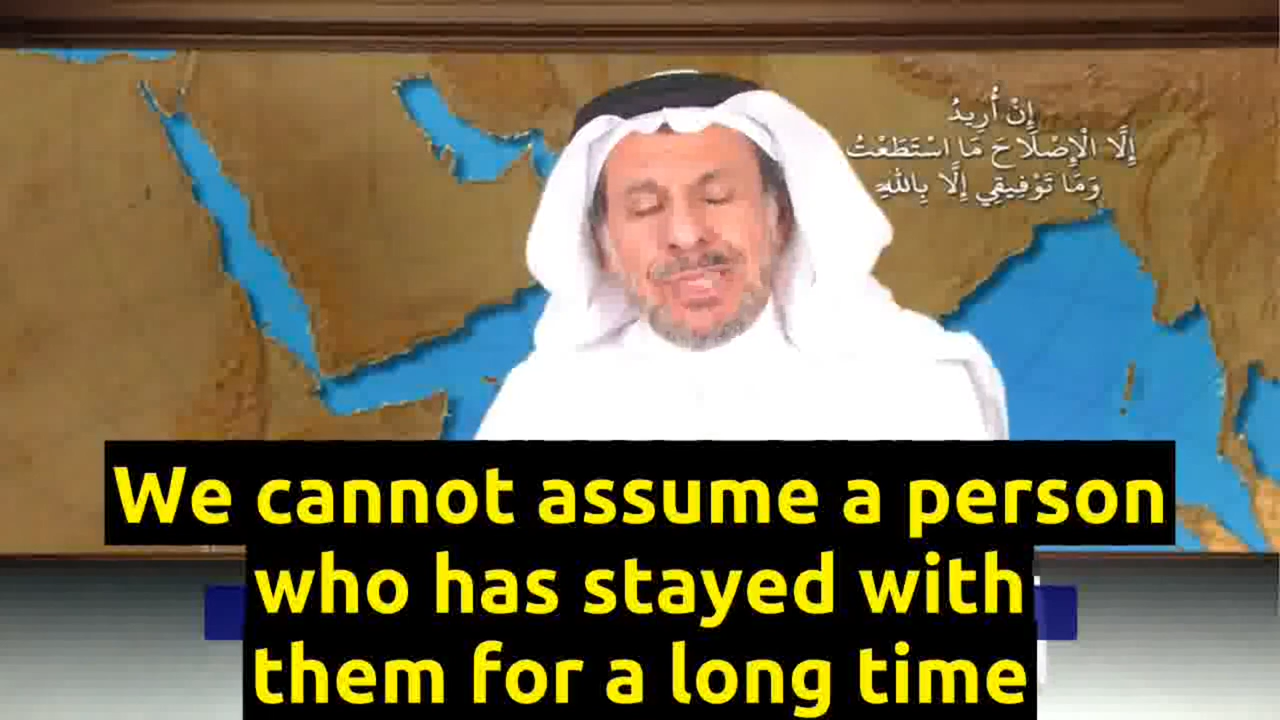 إِنْ أُرِيدُ
إِلَّا الْإِصْلَاحَ مَا اسْتَطَعْتُ
وَمَا تَوْفِيقِي إِلَّا بِاللَّهِ
We cannot assume a person
who has stayed with
them for a long time